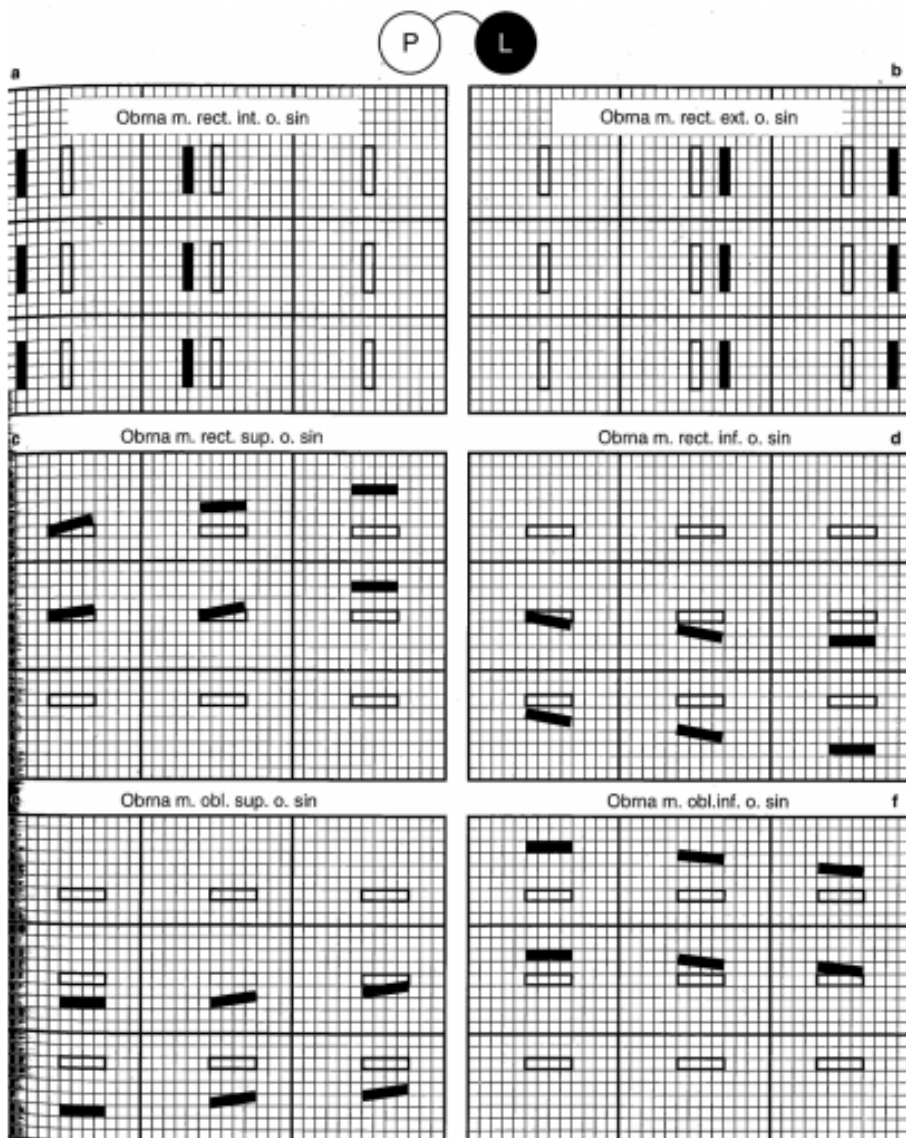 P L
a b
Obrna m. rect. int. o. sin
Obrna m. rect. ext. o. sin
c Obrna m. rect. sup. o. sin
Obrna m. rect. inf. o. sin d
Obrna m. obl. sup. o. sin
Obrna m. obl.inf. o. sin f